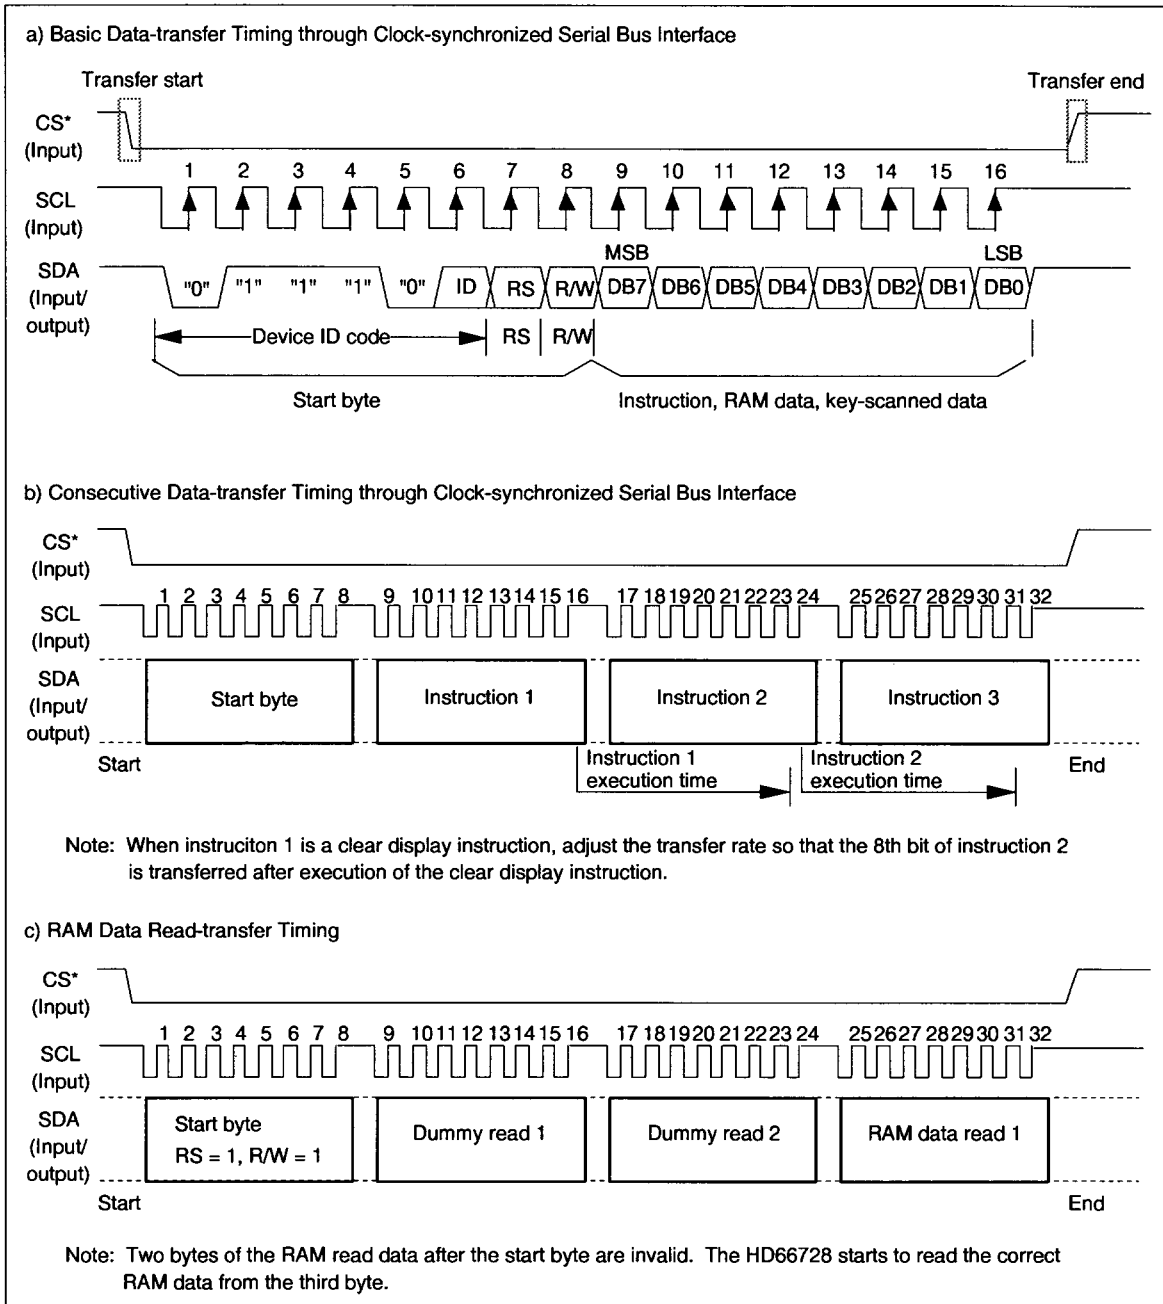 a) Basic Data-transfer Timing through Clock-synchronized Serial Bus Interface
Transfer start
Transfer end
CS*
(Input)
1 2 3 4 5 6 7 8 9 10 11 12 13 14 15 16
SCL
(Input)
MSB LSB
SDA
(Input/
output)
"0" "1" "1" "1" "0" ID RS R/W DB7 DB6 DB5 DB4 DB3 DB2 DB1 DB0
Device ID code RS R/W
Start byte
Instruction, RAM data, key-scanned data
b) Consecutive Data-transfer Timing through Clock-synchronized Serial Bus Interface
CS*
(Input)
1 2 3 4 5 6 7 8 9 10 11 12 13 14 15 16 17 18 19 20 21 22 23 24 25 26 27 28 29 30 31 32
SCL
(Input)
SDA
(Input/
output)
Start byte Instruction 1 Instruction 2 Instruction 3
Start
Instruction 1
execution time
Instruction 2
execution time
End
Note: When instruciton 1 is a clear display instruction, adjust the transfer rate so that the 8th bit of instruction 2
is transferred after execution of the clear display instruction.
c) RAM Data Read-transfer Timing
CS*
(Input)
1 2 3 4 5 6 7 8 9 10 11 12 13 14 15 16 17 18 19 20 21 22 23 24 25 26 27 28 29 30 31 32
SCL
(Input)
SDA
(Input/
output)
Start byte
RS = 1, R/W = 1
Dummy read 1 Dummy read 2 RAM data read 1
Start
End
Note: Two bytes of the RAM read data after the start byte are invalid. The HD66728 starts to read the correct
RAM data from the third byte.